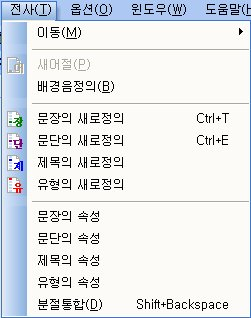 전사(T) 옵션(O) 윈도우(W) 도움말(H
이동(M)
새어절(P)
배경음정의(B)
장 문장의 새로정의 Ctrl+T
단 문단의 새로정의 Ctrl+E
제 제목의 새로정의
유 유형의 새로정의
문장의 속성
문단의 속성
제목의 속성
유형의 속성
분절통합(D) Shift+Backspace